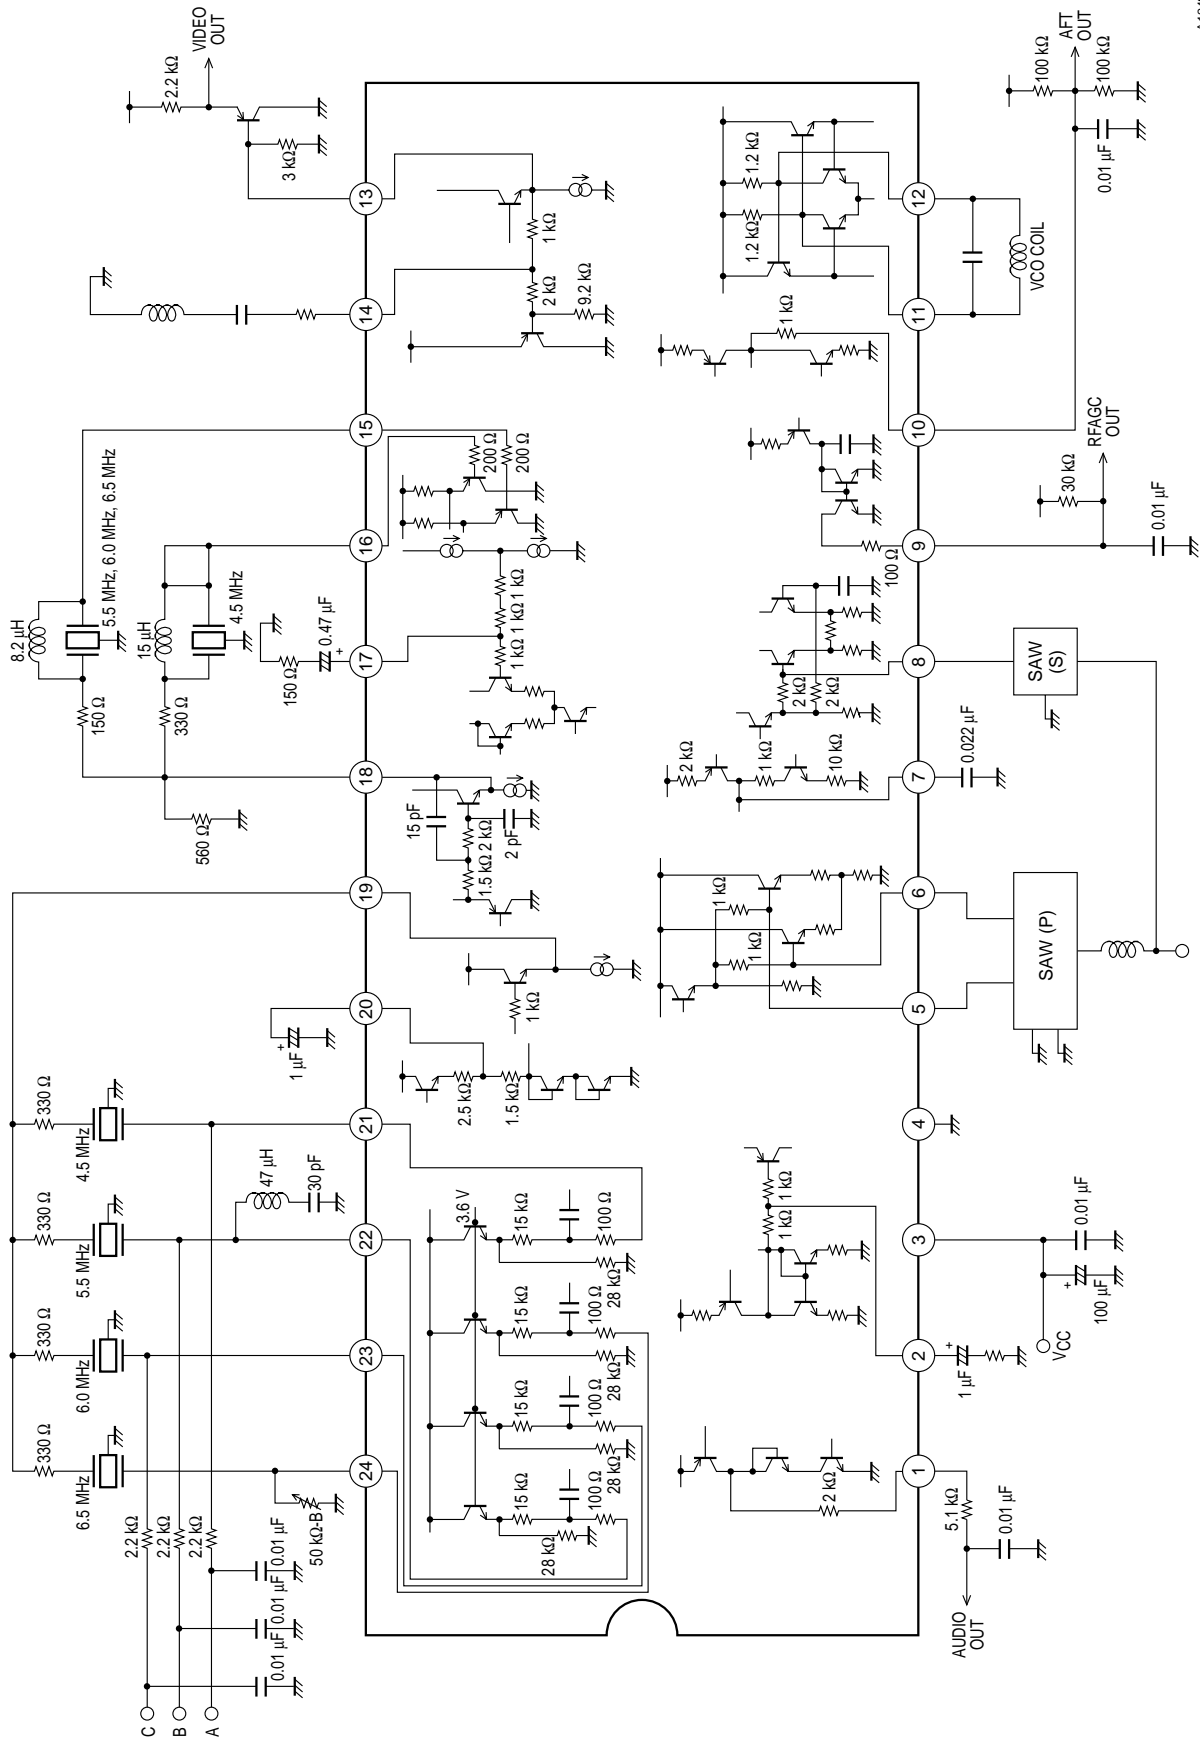 6.5 MHz
330 Ω
6.0 MHz
330 Ω
5.5 MHz
330 Ω
4.5 MHz
330 Ω
2.2 kΩ
2.2 kΩ
2.2 kΩ
0.01 μF
0.01 μF
0.01 μF
C
B
A
50 kΩ-B
47 μH
30 pF
1 μF
+
560 Ω
150 Ω
8.2 μH
5.5 MHz, 6.0 MHz, 6.5 MHz
330 Ω
15 μH
4.5 MHz
150 Ω
0.47 μF
+
3 kΩ
2.2 kΩ
VIDEO
OUT
24
23
22
21
20
19
18
17
16
15
14
13
3.6 V
15 kΩ
100 Ω
28 kΩ
15 kΩ
100 Ω
28 kΩ
15 kΩ
100 Ω
28 kΩ
15 kΩ
100 Ω
28 kΩ
2.5 kΩ
1.5 kΩ
1 kΩ
15 pF
1.5 kΩ
2 kΩ
2 pF
1 kΩ
1 kΩ
1 kΩ
200 Ω
200 Ω
2 kΩ
9.2 kΩ
1 kΩ
2 kΩ
1 kΩ
1 kΩ
1 kΩ
1 kΩ
2 kΩ
1 kΩ
10 kΩ
2 kΩ
2 kΩ
100 Ω
1 kΩ
1.2 kΩ
1.2 kΩ
1
2
3
4
5
6
7
8
9
10
11
12
AUDIO
OUT
5.1 kΩ
0.01 μF
1 μF
+
VCC
100 μF
+
0.01 μF
SAW (P)
0.022 μF
SAW
(S)
30 kΩ
RFAGC
OUT
0.01 μF
VCO COIL
0.01 μF
100 kΩ
100 kΩ
AFT
OUT